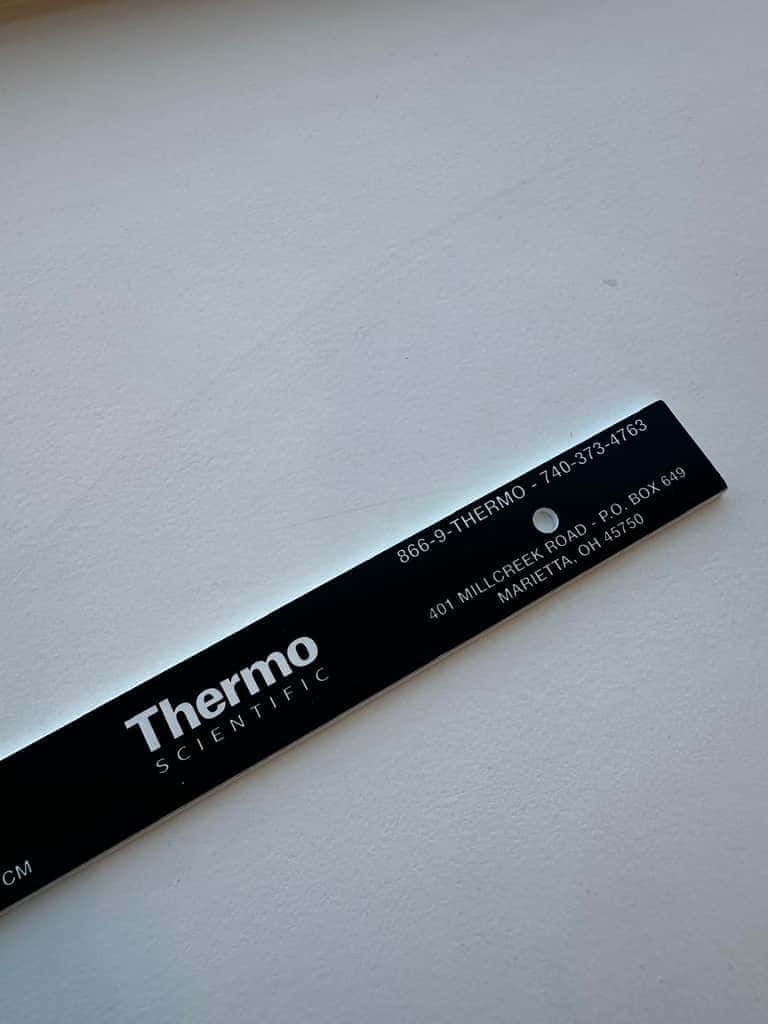 866-9-THERMO - 740-373-4763
401 MILLCREEK ROAD - P.O. BOX 649
MARIETTA, OH 45750
Thermo
SCIENTIFIC
CM